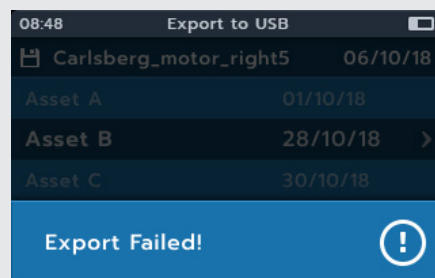 08:48 Export to USB
Carlsberg_motor_right5 06/10/18
Asset A 01/10/18
Asset B 28/10/18 >
Asset C 30/10/18
Export Failed!